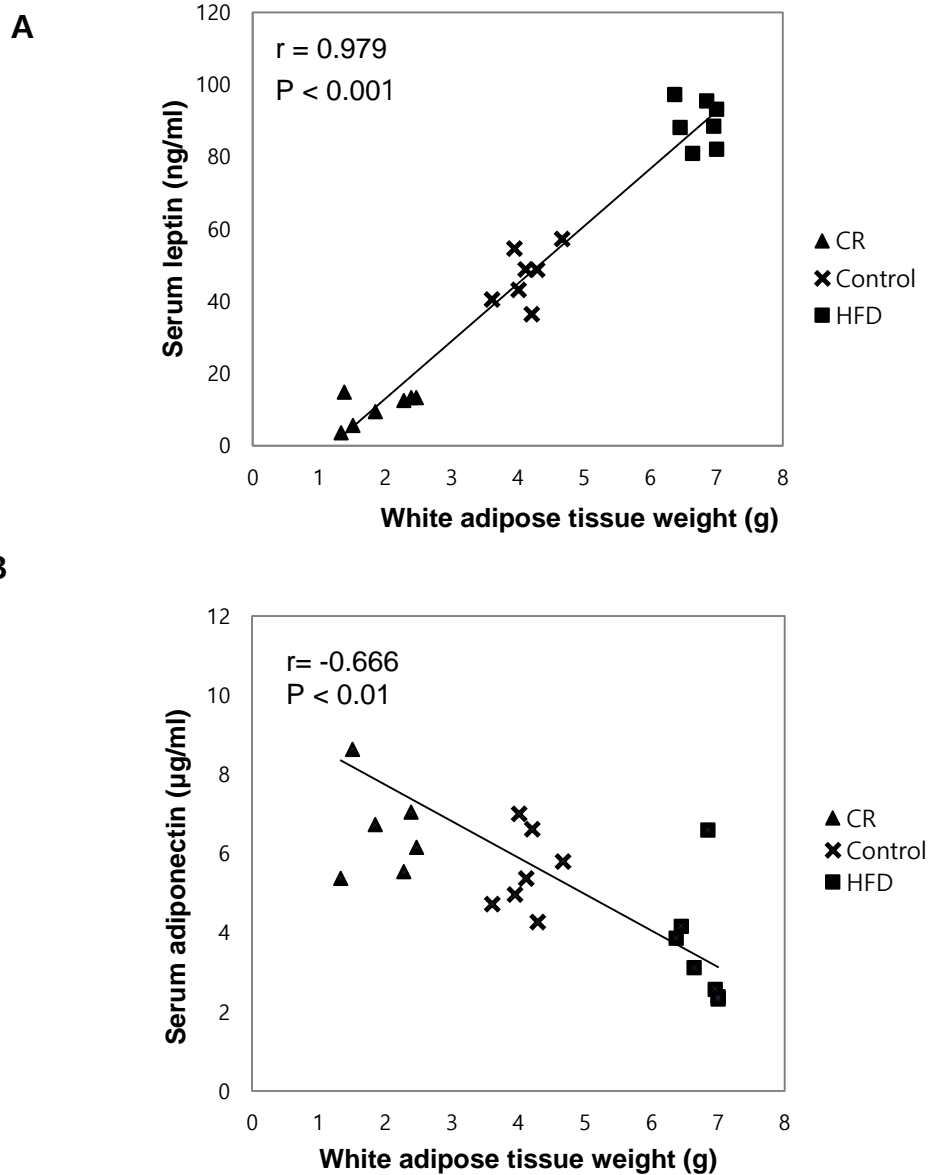 A
r = 0.979
P < 0.001
Serum leptin (ng/ml)
120
100
80
60
40
20
0
0 1 2 3 4 5 6 7 8
White adipose tissue weight (g)
CR
Control
HFD
B
r= -0.666
P < 0.01
Serum adiponectin (µg/ml)
12
10
8
6
4
2
0
0 1 2 3 4 5 6 7 8
White adipose tissue weight (g)
CR
Control
HFD